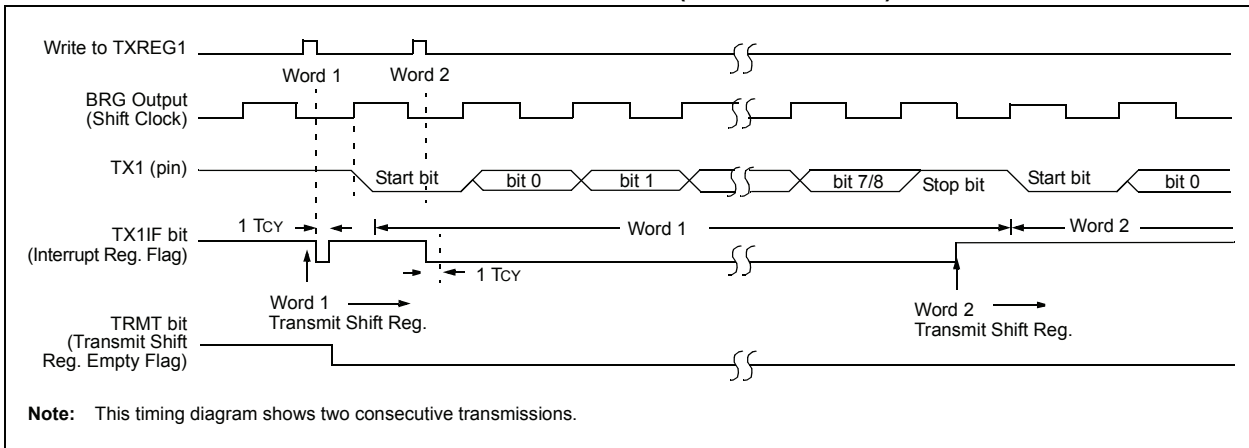 Write to TXREG1
Word 1 Word 2
BRG Output
(Shift Clock)
TX1 (pin)
Start bit bit 0 bit 1 bit 7/8 Stop bit Start bit bit 0
1 TCY
Word 1 Word 2
TX1IF bit
(Interrupt Reg. Flag)
1 TCY
Word 1
Transmit Shift Reg.
Word 2
Transmit Shift Reg.
TRMT bit
(Transmit Shift
Reg. Empty Flag)
Note: This timing diagram shows two consecutive transmissions.